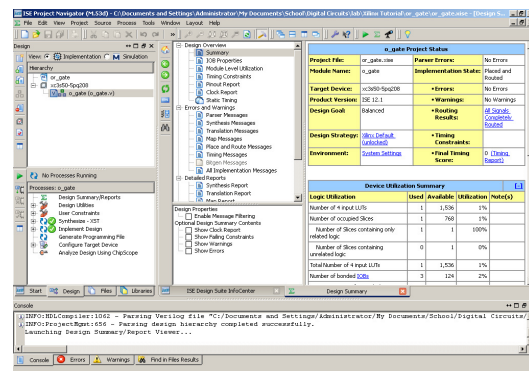 ISE Project Navigator (M.53d) - C:\Documents and Settings\Administrator\My Documents\School\Digital Circuits\lab\Xilinx Tutorial\or_gate\or_gate.xise - [Design S...
File Edit View Project Source Process Tools Window Layout Help
Design
View: Implementation Simulation
Hierarchy
or_gate
xc3s50-5pq208
o_gate (o_gate.v)
No Processes Running
Processes: o_gate
Design Summary/Reports
Design Utilities
User Constraints
Synthesize - XST
Implement Design
Generate Programming File
Configure Target Device
Analyze Design Using ChipScope
Start Design Files Libraries
Design Overview
Summary
IOB Properties
Module Level Utilization
Timing Constraints
Pinout Report
Clock Report
Static Timing
Errors and Warnings
Parser Messages
Synthesis Messages
Translation Messages
Map Messages
Place and Route Messages
Timing Messages
Bitgen Messages
All Implementation Messages
Detailed Reports
Synthesis Report
Translation Report
Map Report
Design Properties
Enable Message Filtering
Optional Design Summary Contents
Show Clock Report
Show Failing Constraints
Show Warnings
Show Errors
o_gate Project Status
Project File: or_gate.xise Parser Errors: No Errors
Module Name: o_gate Implementation State: Placed and Routed
Target Device: xc3s50-5pq208 • Errors: No Errors
Product Version: ISE 12.1 • Warnings: No Warnings
Design Goal: Balanced • Routing Results: All Signals Completely Routed
Design Strategy: Xilinx Default (unlocked) • Timing Constraints:
Environment: System Settings • Final Timing Score: 0 (Timing Report)
Device Utilization Summary [-]
Logic Utilization Used Available Utilization Note(s)
Number of 4 input LUTs 1 1,536 1%
Number of occupied Slices 1 768 1%
Number of Slices containing only related logic 1 1 100%
Number of Slices containing unrelated logic 0 1 0%
Total Number of 4 input LUTs 1 1,536 1%
Number of bonded IOBs 3 124 2%
ISE Design Suite InfoCenter Design Summary
Console
INFO:HDLCompiler:1062 - Parsing Verilog file "C:/Documents and Settings/Administrator/My Documents/School/Digital Circuits/
INFO:ProjectMgmt:656 - Parsing design hierarchy completed successfully.
Launching Design Summary/Report Viewer...
Console Errors Warnings Find in Files Results